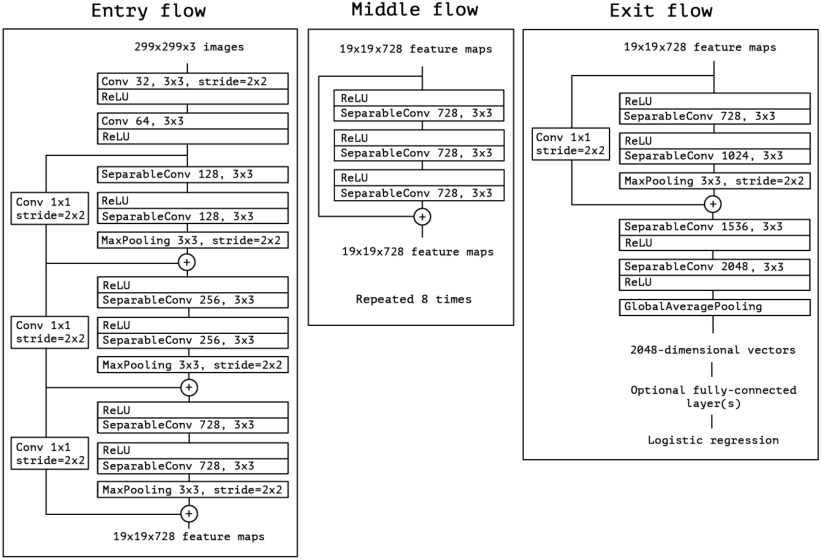 Entry flow
299x299x3 images
Conv 32, 3x3, stride=2x2
ReLU
Conv 64, 3x3
ReLU
SeparableConv 128, 3x3
Conv 1x1
stride=2x2
ReLU
SeparableConv 128, 3x3
MaxPooling 3x3, stride=2x2
+
ReLU
SeparableConv 256, 3x3
Conv 1x1
stride=2x2
ReLU
SeparableConv 256, 3x3
MaxPooling 3x3, stride=2x2
+
ReLU
SeparableConv 728, 3x3
Conv 1x1
stride=2x2
ReLU
SeparableConv 728, 3x3
MaxPooling 3x3, stride=2x2
+
19x19x728 feature maps
Middle flow
19x19x728 feature maps
ReLU
SeparableConv 728, 3x3
ReLU
SeparableConv 728, 3x3
ReLU
SeparableConv 728, 3x3
+
19x19x728 feature maps
Repeated 8 times
Exit flow
19x19x728 feature maps
ReLU
SeparableConv 728, 3x3
Conv 1x1
stride=2x2
ReLU
SeparableConv 1024, 3x3
MaxPooling 3x3, stride=2x2
+
SeparableConv 1536, 3x3
ReLU
SeparableConv 2048, 3x3
ReLU
GlobalAveragePooling
2048-dimensional vectors
Optional fully-connected
layer(s)
Logistic regression